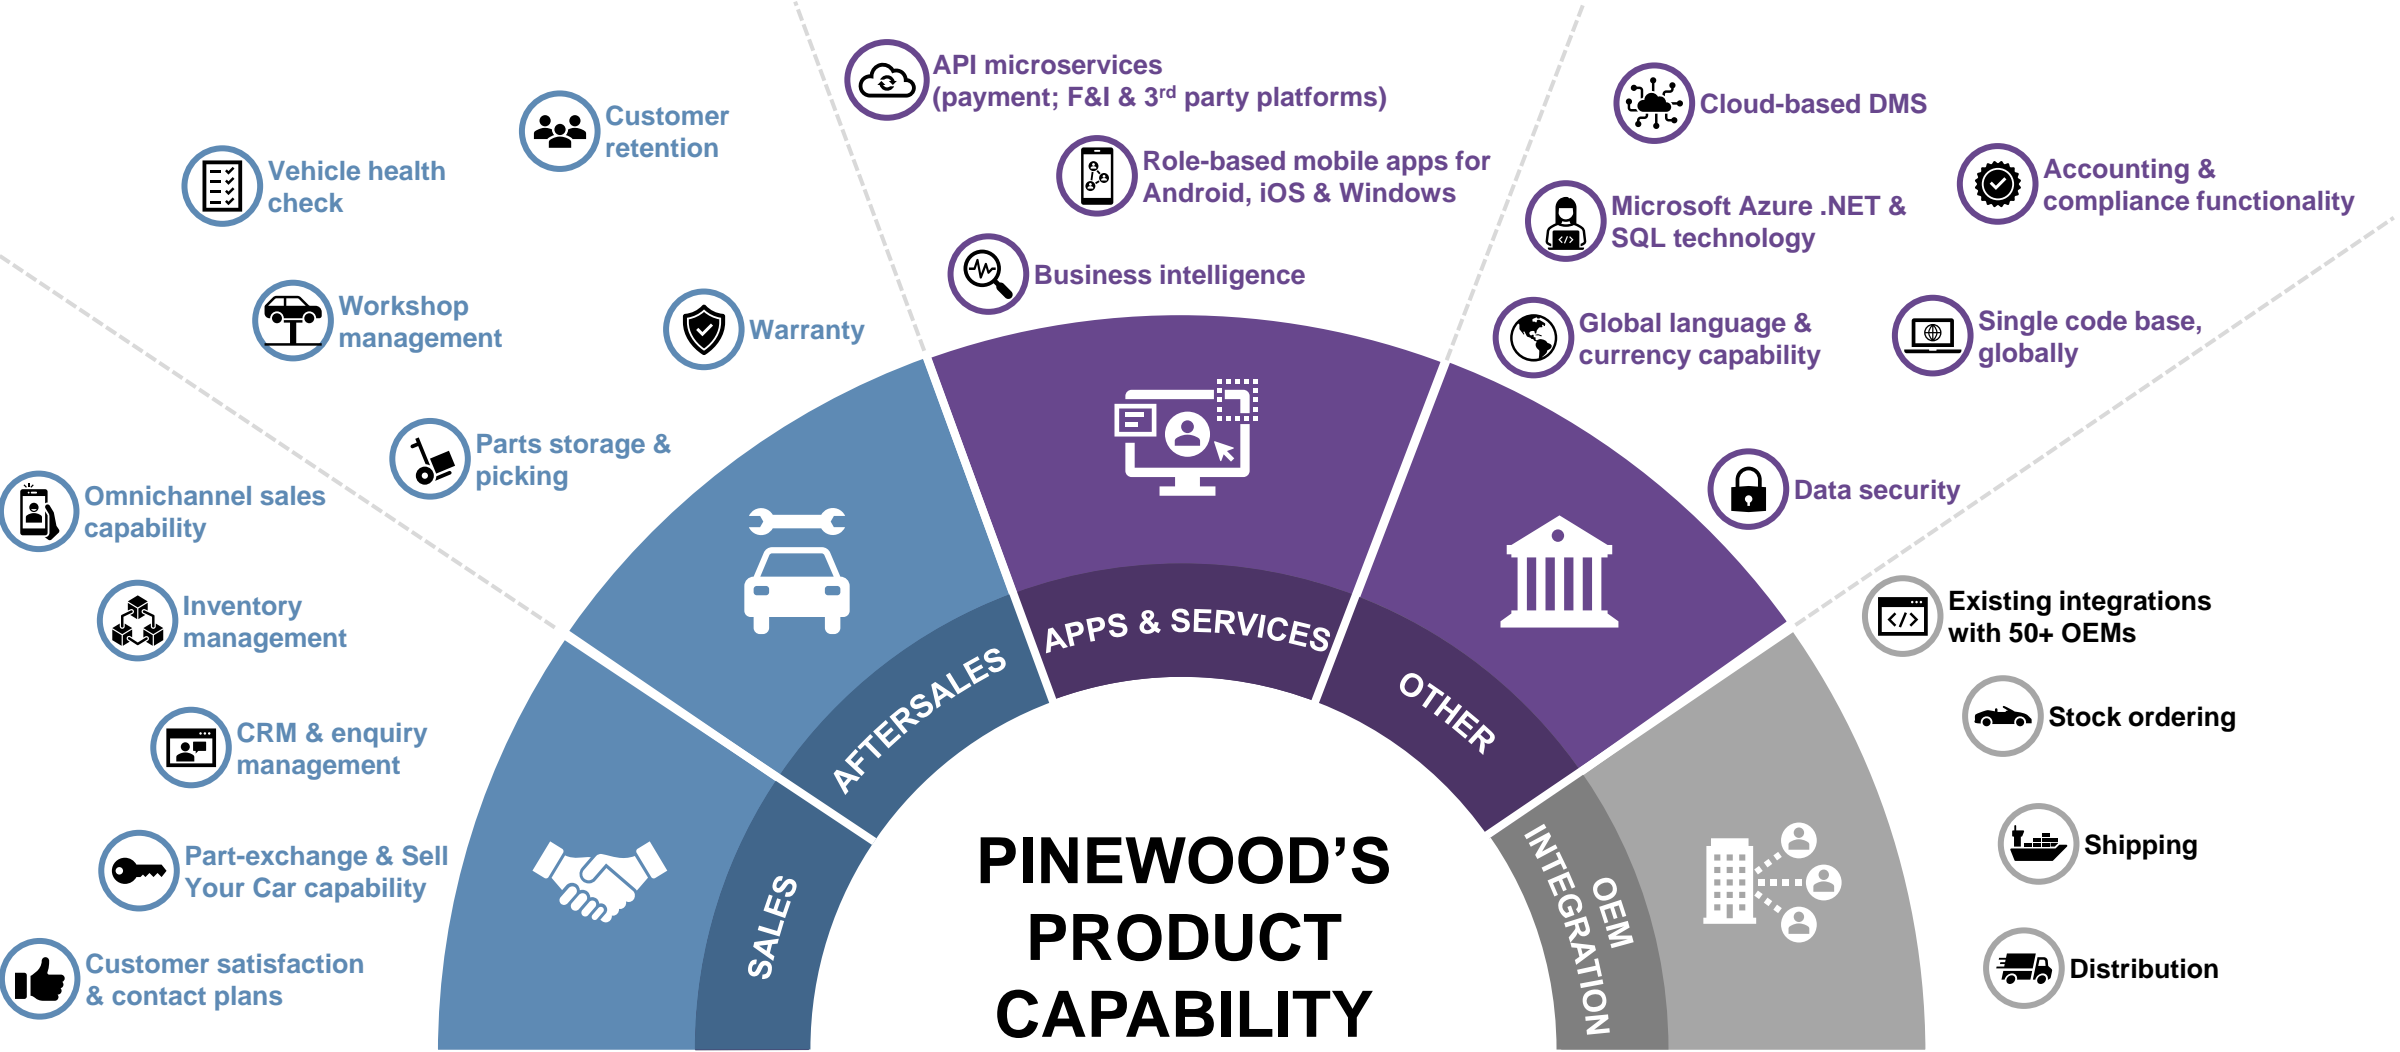 API microservices
(payment; F&I & 3rd party platforms)
Role-based mobile apps for
Android, iOS & Windows
Business intelligence
Customer
retention
Vehicle health
check
Workshop
management
Warranty
Parts storage &
picking
Cloud-based DMS
Accounting &
compliance functionality
Microsoft Azure .NET &
SQL technology
Global language &
currency capability
Single code base,
globally
Data security
Omnichannel sales
capability
Inventory
management
CRM & enquiry
management
Part-exchange & Sell
Your Car capability
Customer satisfaction
& contact plans
Existing integrations
with 50+ OEMs
Stock ordering
Shipping
Distribution
SALES
AFTERSALES
APPS & SERVICES
OTHER
OEM
INTEGRATION
PINEWOOD’S
PRODUCT
CAPABILITY